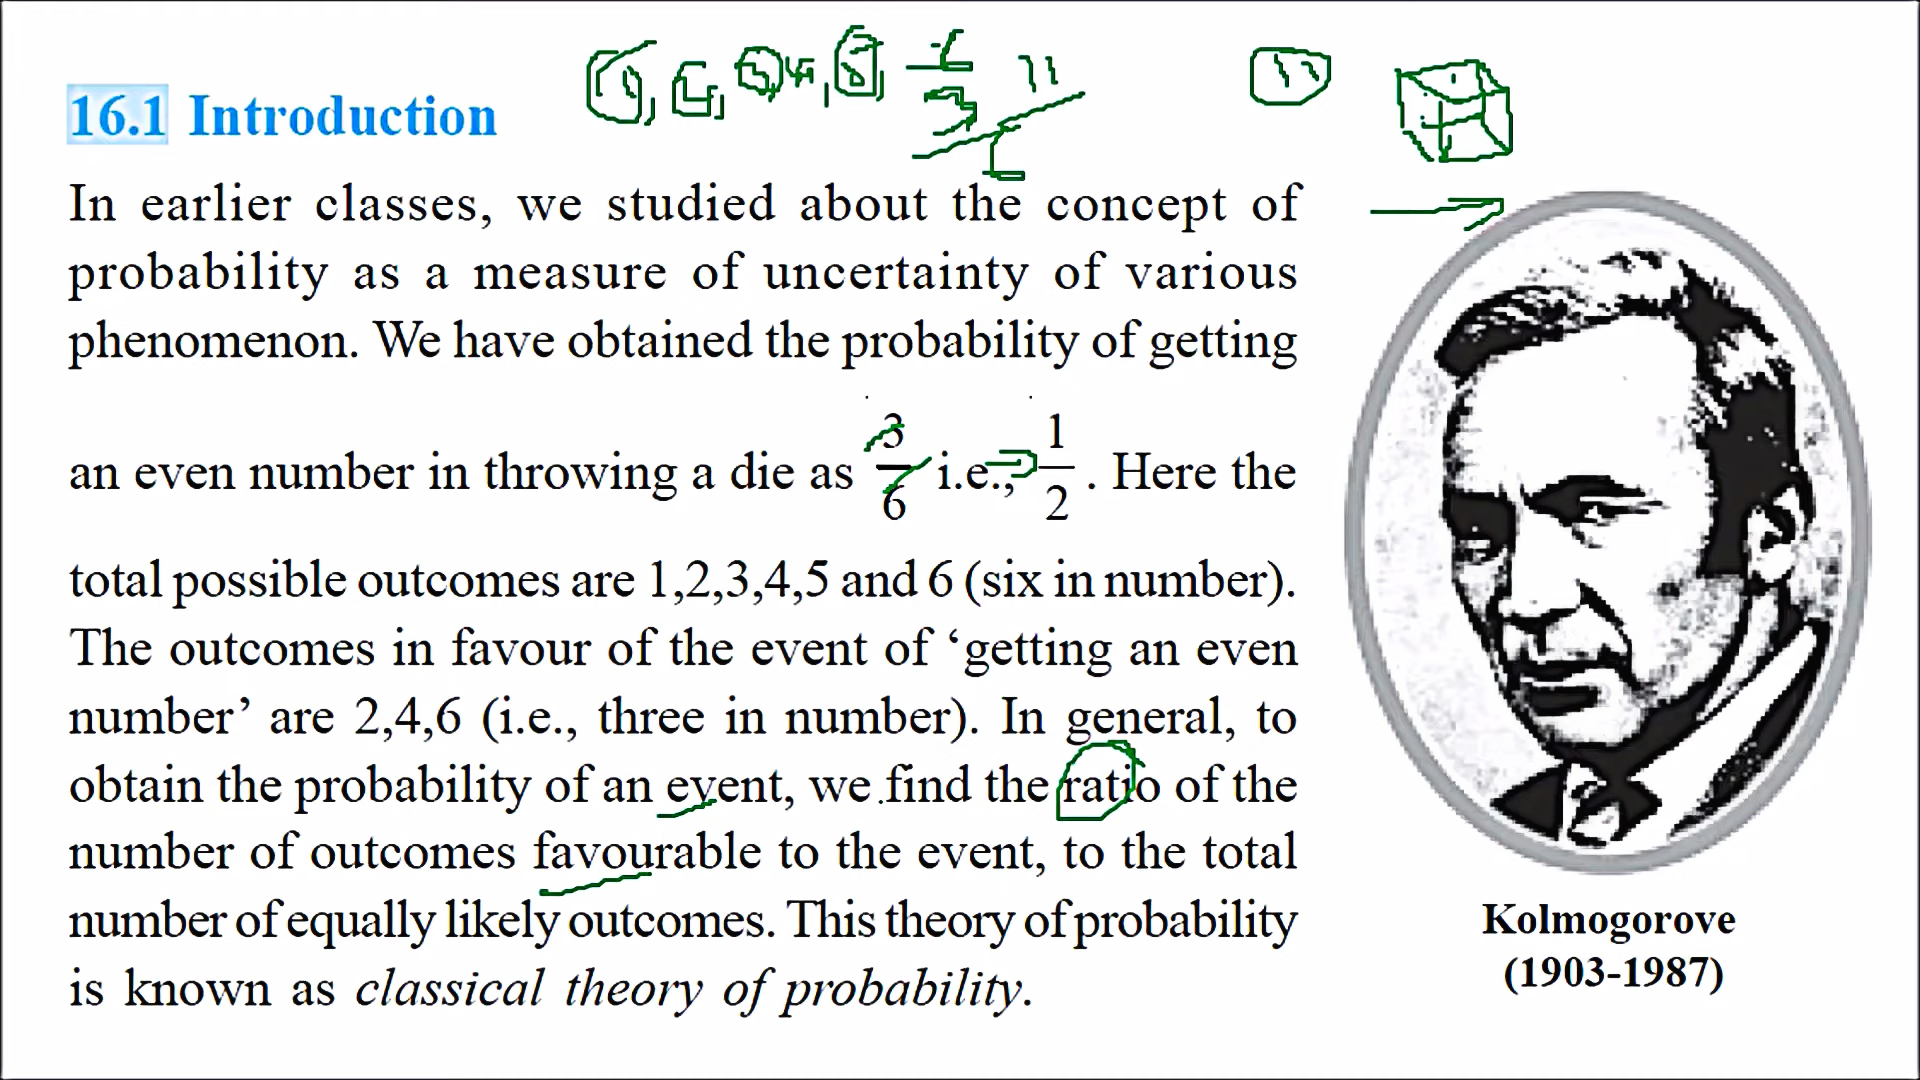 16.1 Introduction
In earlier classes, we studied about the concept of
probability as a measure of uncertainty of various
phenomenon. We have obtained the probability of getting
an even number in throwing a die as 3/6 i.e., 1/2 . Here the
total possible outcomes are 1,2,3,4,5 and 6 (six in number).
The outcomes in favour of the event of ‘getting an even
number’ are 2,4,6 (i.e., three in number). In general, to
obtain the probability of an event, we find the ratio of the
number of outcomes favourable to the event, to the total
number of equally likely outcomes. This theory of probability
is known as classical theory of probability.
Kolmogorove
(1903-1987)